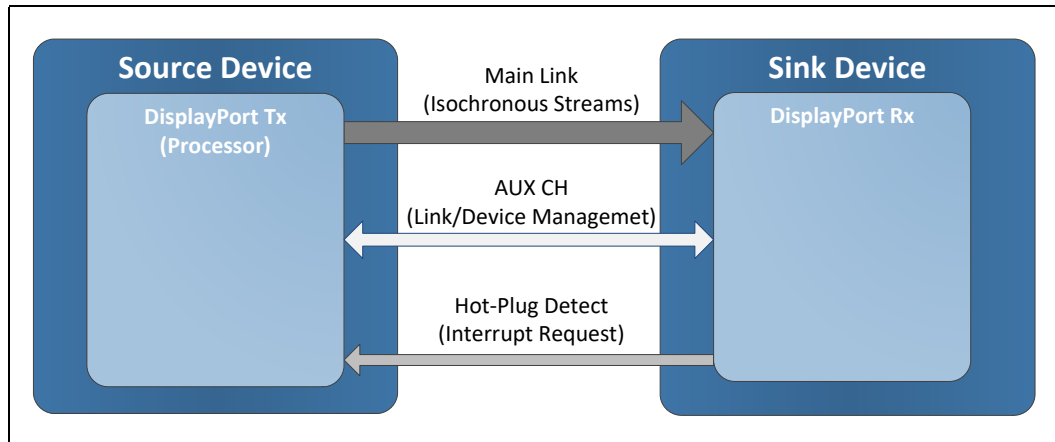 Source Device
DisplayPort Tx
(Processor)
Main Link
(Isochronous Streams)
AUX CH
(Link/Device Managemet)
Hot-Plug Detect
(Interrupt Request)
Sink Device
DisplayPort Rx